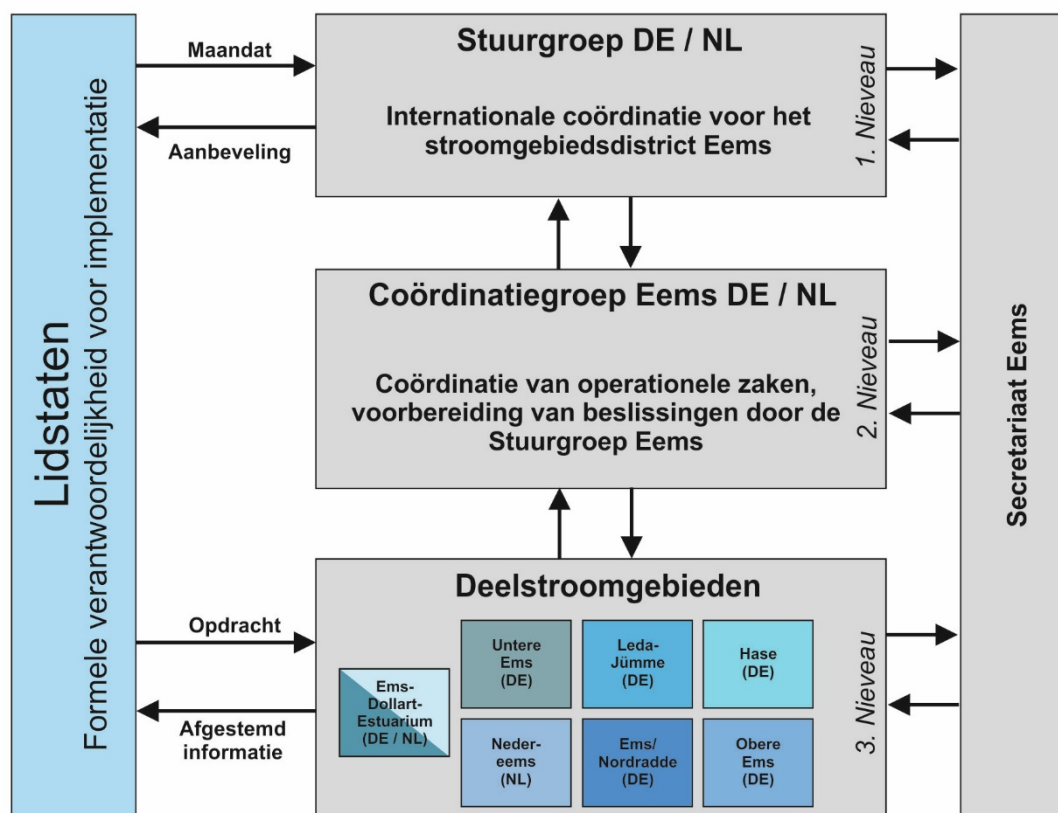 Lidstaten
Formele verantwoordelijkheid voor implementatie
Maandat
Aanbeveling
Stuurgroep DE / NL
Internationale coördinatie voor het
stroomgebiedsdistrict Eems
1. Nieveau
Coördinatiegroep Eems DE / NL
Coördinatie van operationele zaken,
voorbereiding van beslissingen door de
Stuurgroep Eems
2. Nieveau
Opdracht
Afgestemd
informatie
Deelstroomgebieden
Ems-
Dollart-
Estuarium
(DE / NL)
Untere
Ems
(DE)
Leda-
Jümme
(DE)
Hase
(DE)
Neder-
eems
(NL)
Ems/
Nordradde
(DE)
Obere
Ems
(DE)
3. Nieveau
Secretariaat Eems